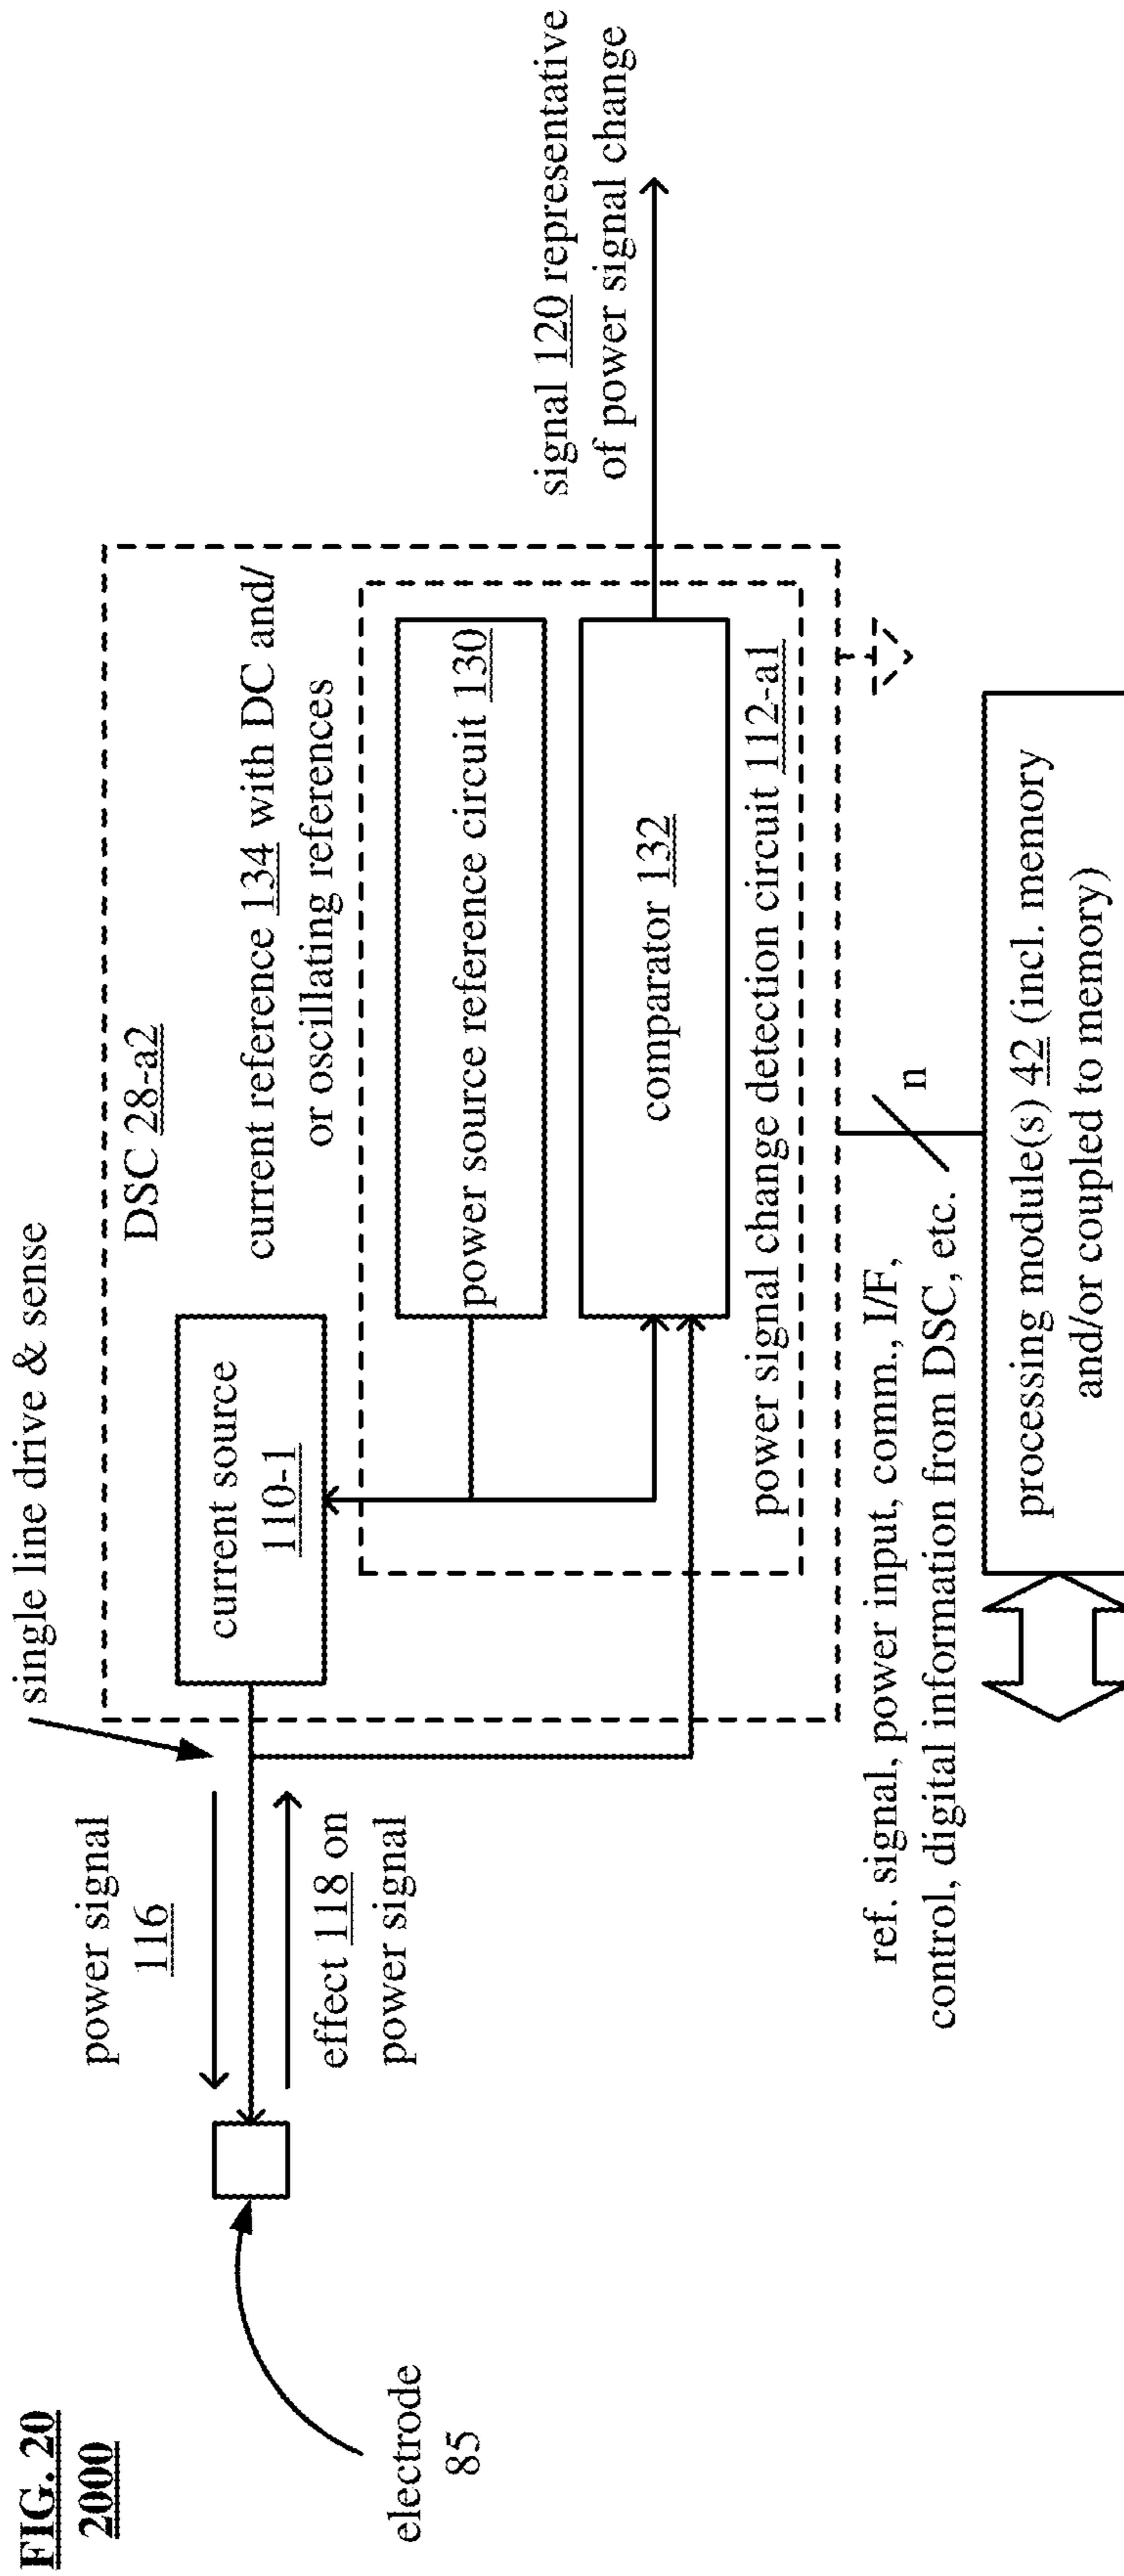 FIG. 20
2000
single line drive & sense
power signal
116
effect 118 on
power signal
electrode
85
DSC 28-a2
current source
110-1
current reference 134 with DC and/
or oscillating references
power source reference circuit 130
comparator 132
power signal change detection circuit 112-a1
signal 120 representative
of power signal change
ref. signal, power input, comm., I/F,
control, digital information from DSC, etc.
n
processing module(s) 42 (incl. memory
and/or coupled to memory)